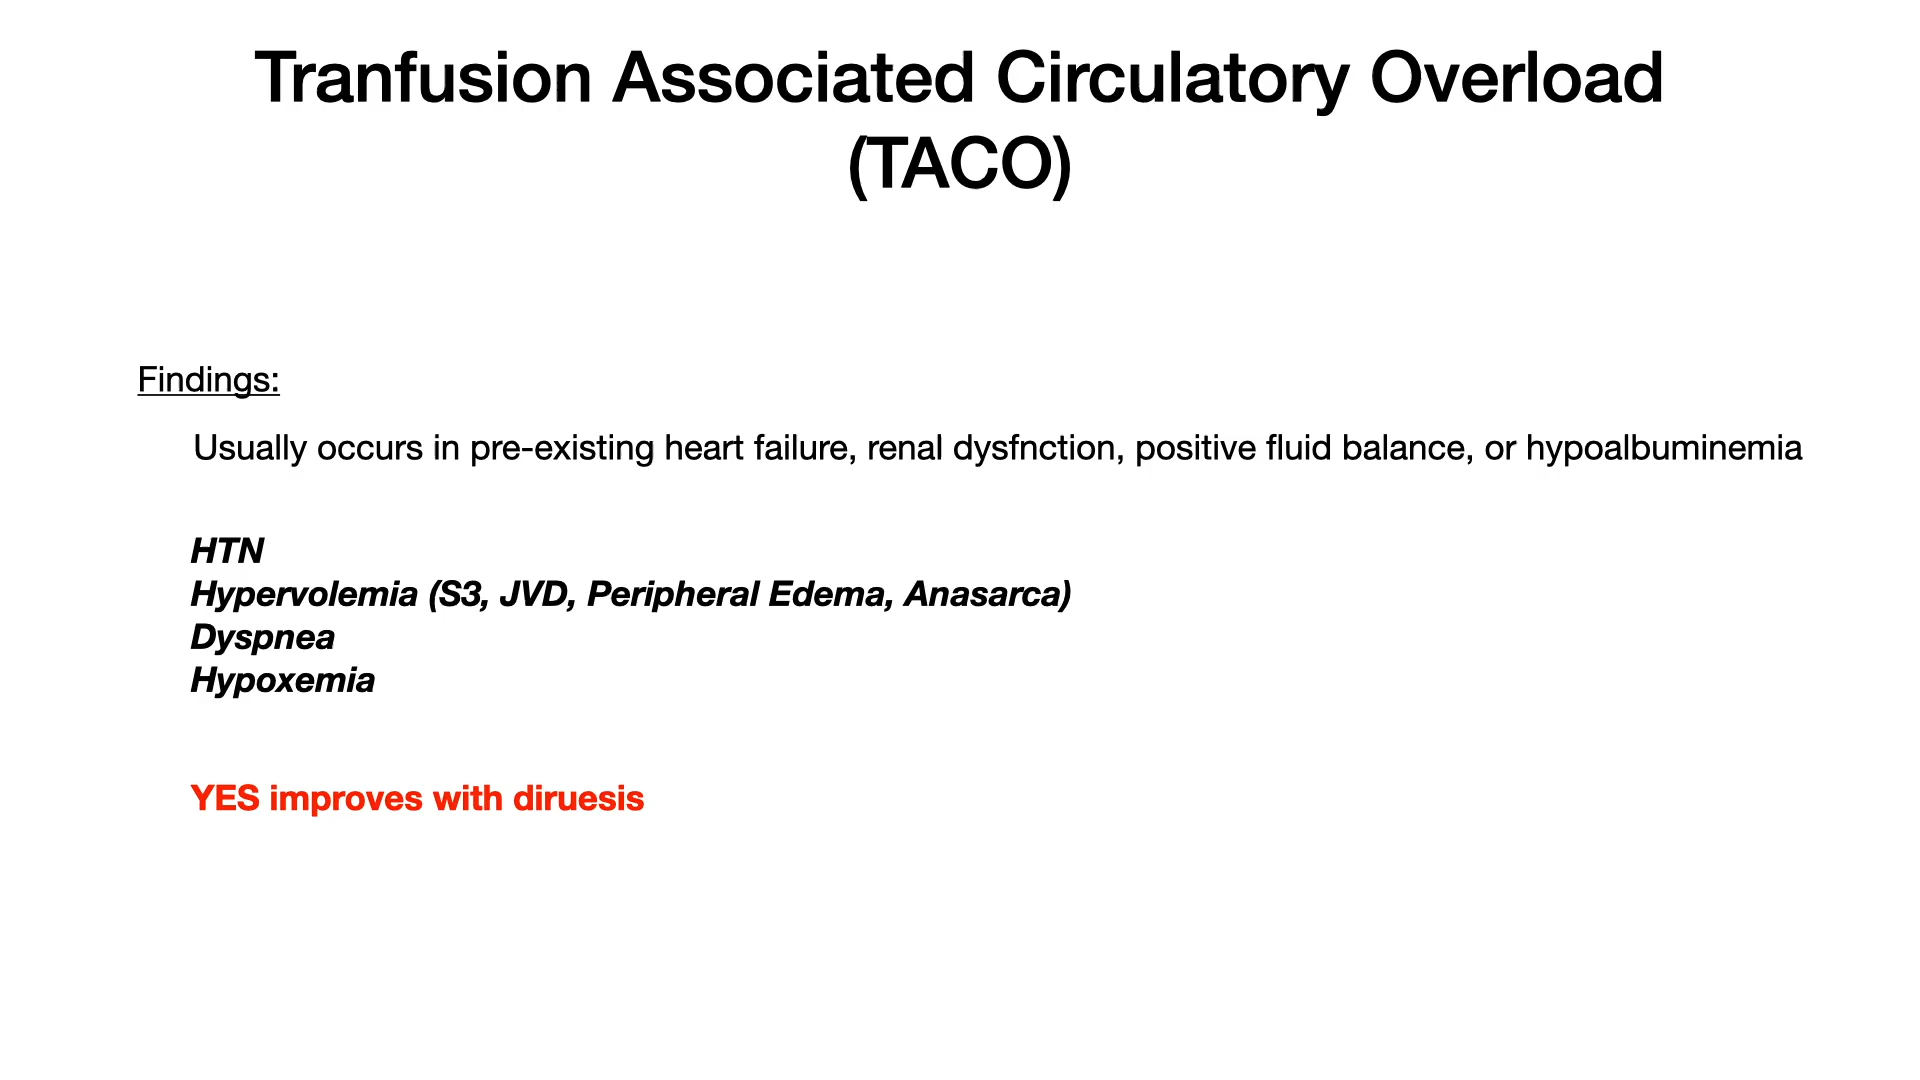 Tranfusion Associated Circulatory Overload
(TACO)
Findings:
Usually occurs in pre-existing heart failure, renal dysfnction, positive fluid balance, or hypoalbuminemia
HTN
Hypervolemia (S3, JVD, Peripheral Edema, Anasarca)
Dyspnea
Hypoxemia
YES improves with diruesis